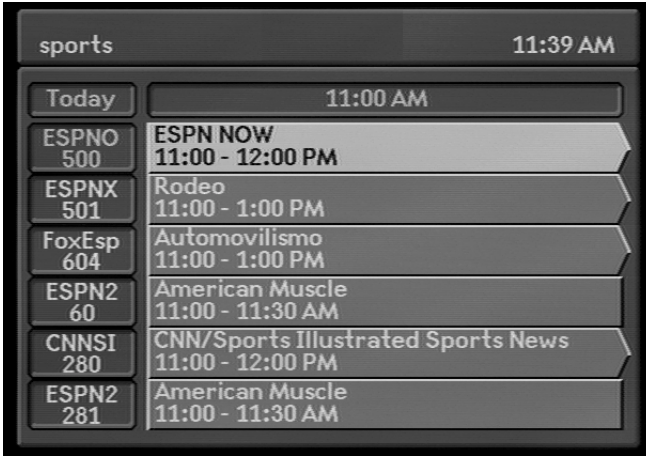 sports 11:39 AM
Today 11:00 AM
ESPNO ESPN NOW
500 11:00 - 12:00 PM
ESPNX Rodeo
501 11:00 - 1:00 PM
FoxEsp Automovilismo
604 11:00 - 1:00 PM
ESPN2 American Muscle
60 11:00 - 11:30 AM
CNNSI CNN/Sports Illustrated Sports News
280 11:00 - 12:00 PM
ESPN2 American Muscle
281 11:00 - 11:30 AM